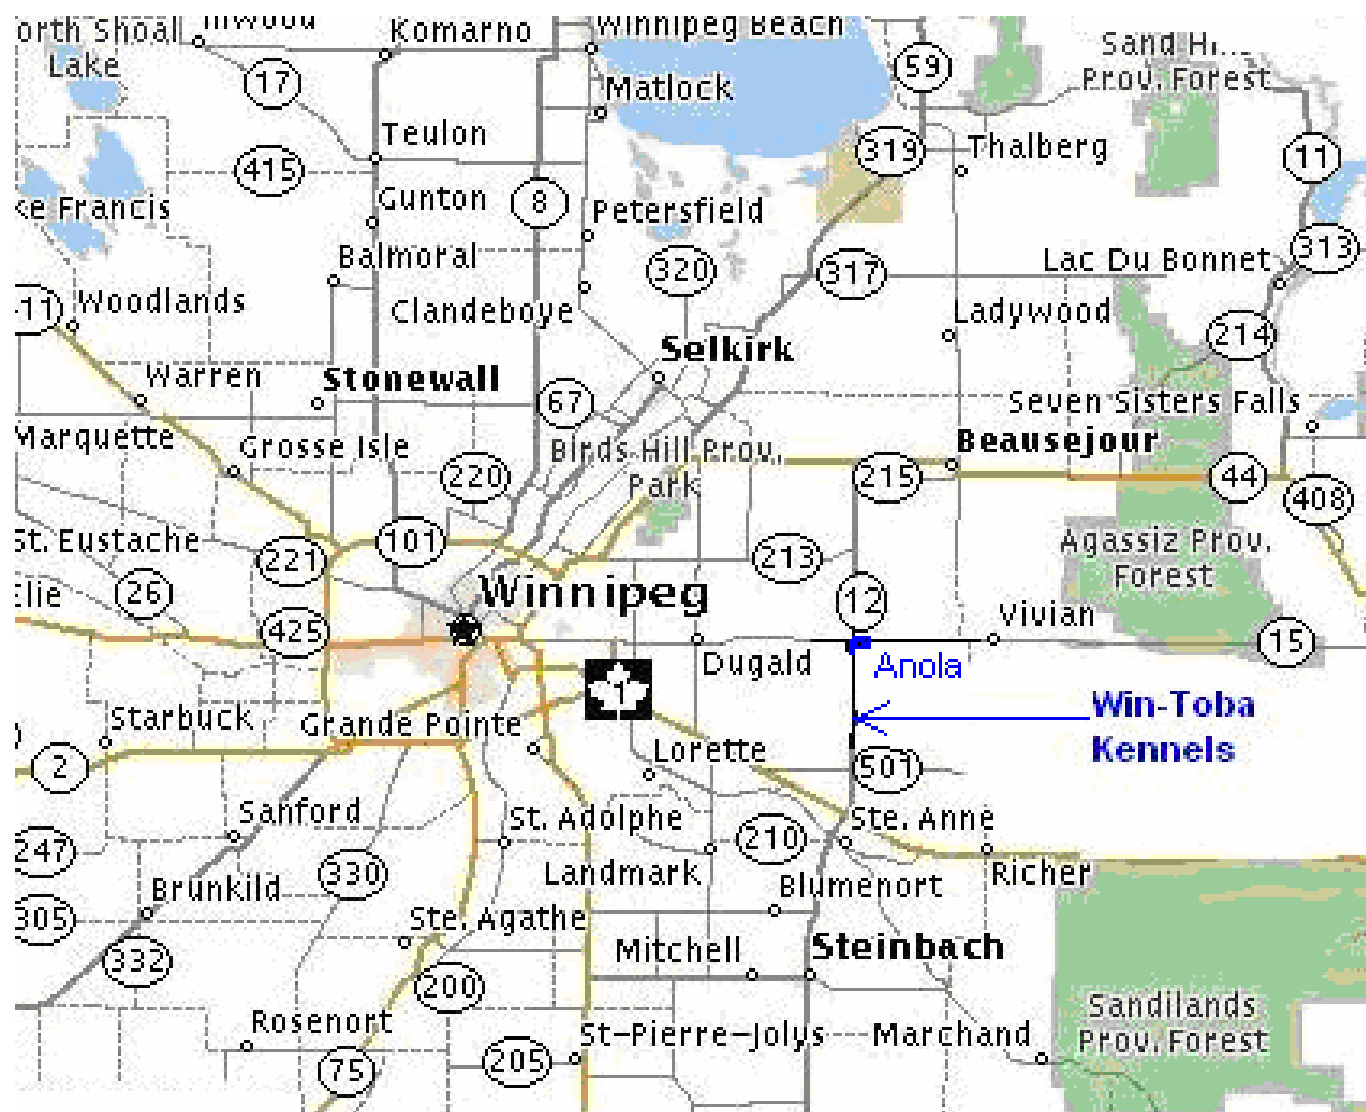 Inwood
Komarno
Winnipeg Beach
orth Shoal
Lake
17
Matlock
59
Sand H
Prov. Forest
Teulon
319
Thalberg
11
415
Gunton
8
Petersfield
ke Francis
Balmoral
320
317
Lac Du Bonnet
313
11
Woodlands
Clandeboye
Ladywood
214
Selkirk
Warren
Stonewall
67
Seven Sisters Falls
Marquette
Grosse Isle
Birds Hill Prov.
Park
Beausejour
220
215
44
408
St. Eustache
221
101
213
Agassiz Prov.
Forest
Elie
26
Winnipeg
12
Vivian
425
15
Dugald
Anola
1
Win-Toba
Kennels
Starbuck
Grande Pointe
2
Lorette
501
Sanford
St. Adolphe
Ste. Anne
247
210
330
Landmark
Blumenort
Richer
Brunkild
305
Ste. Agathe
332
Mitchell
Steinbach
200
Sandilands
Prov. Forest
Rosenort
St-Pierre-Jolys
Marchand
75
205